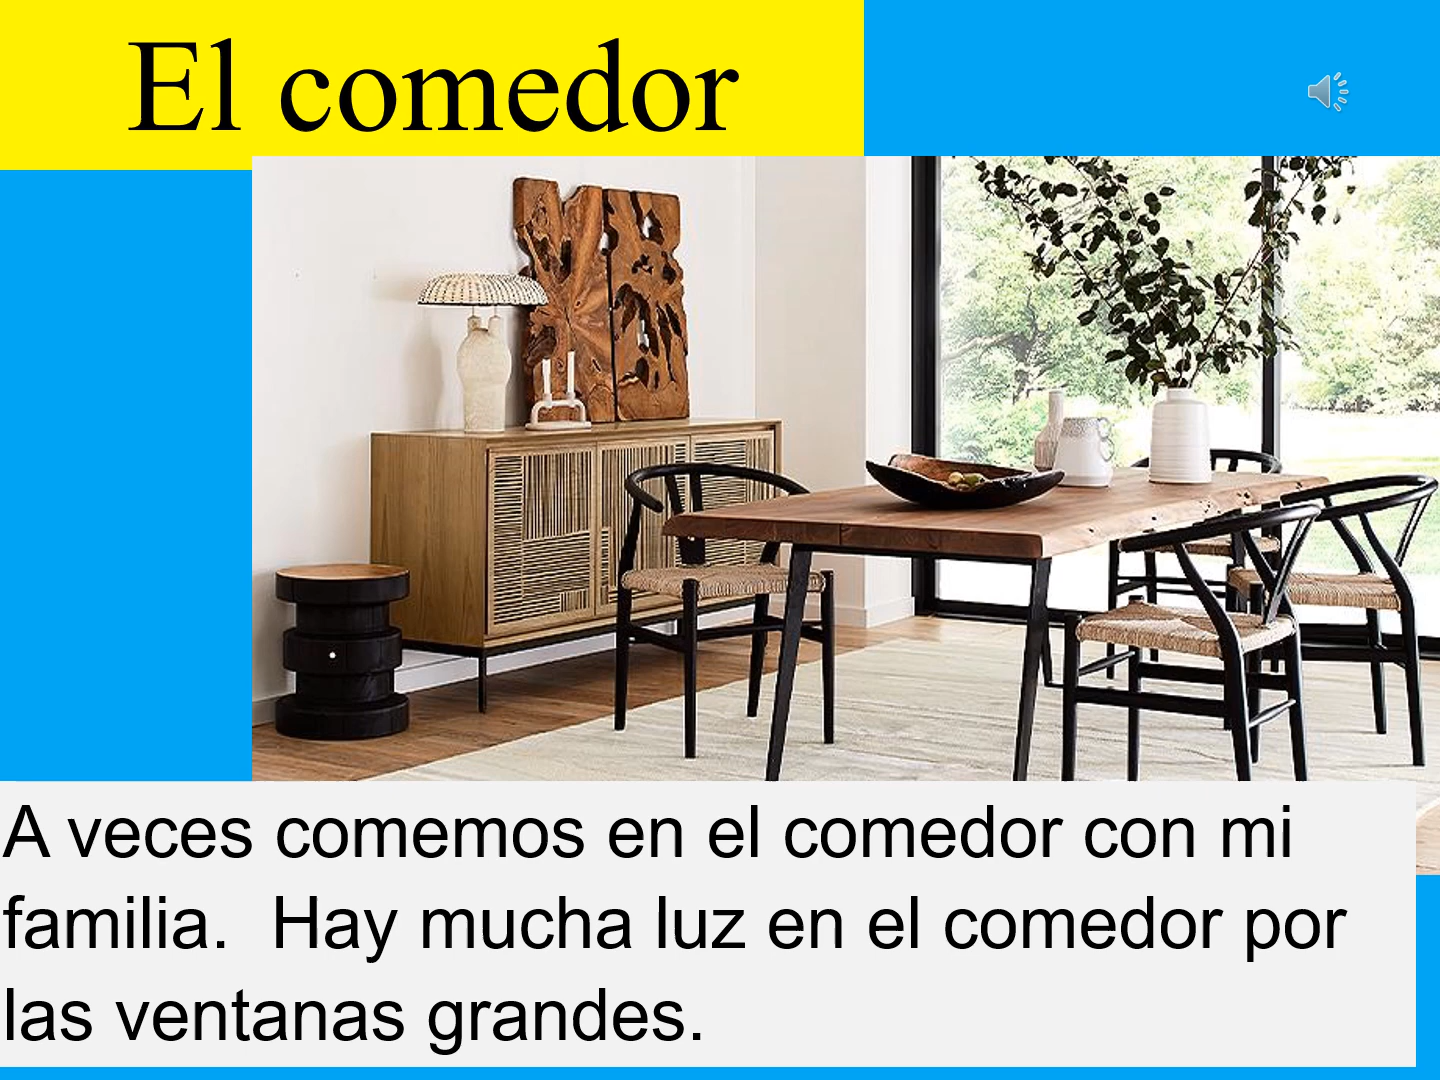 El comedor
A veces comemos en el comedor con mi
familia.  Hay mucha luz en el comedor por
las ventanas grandes.